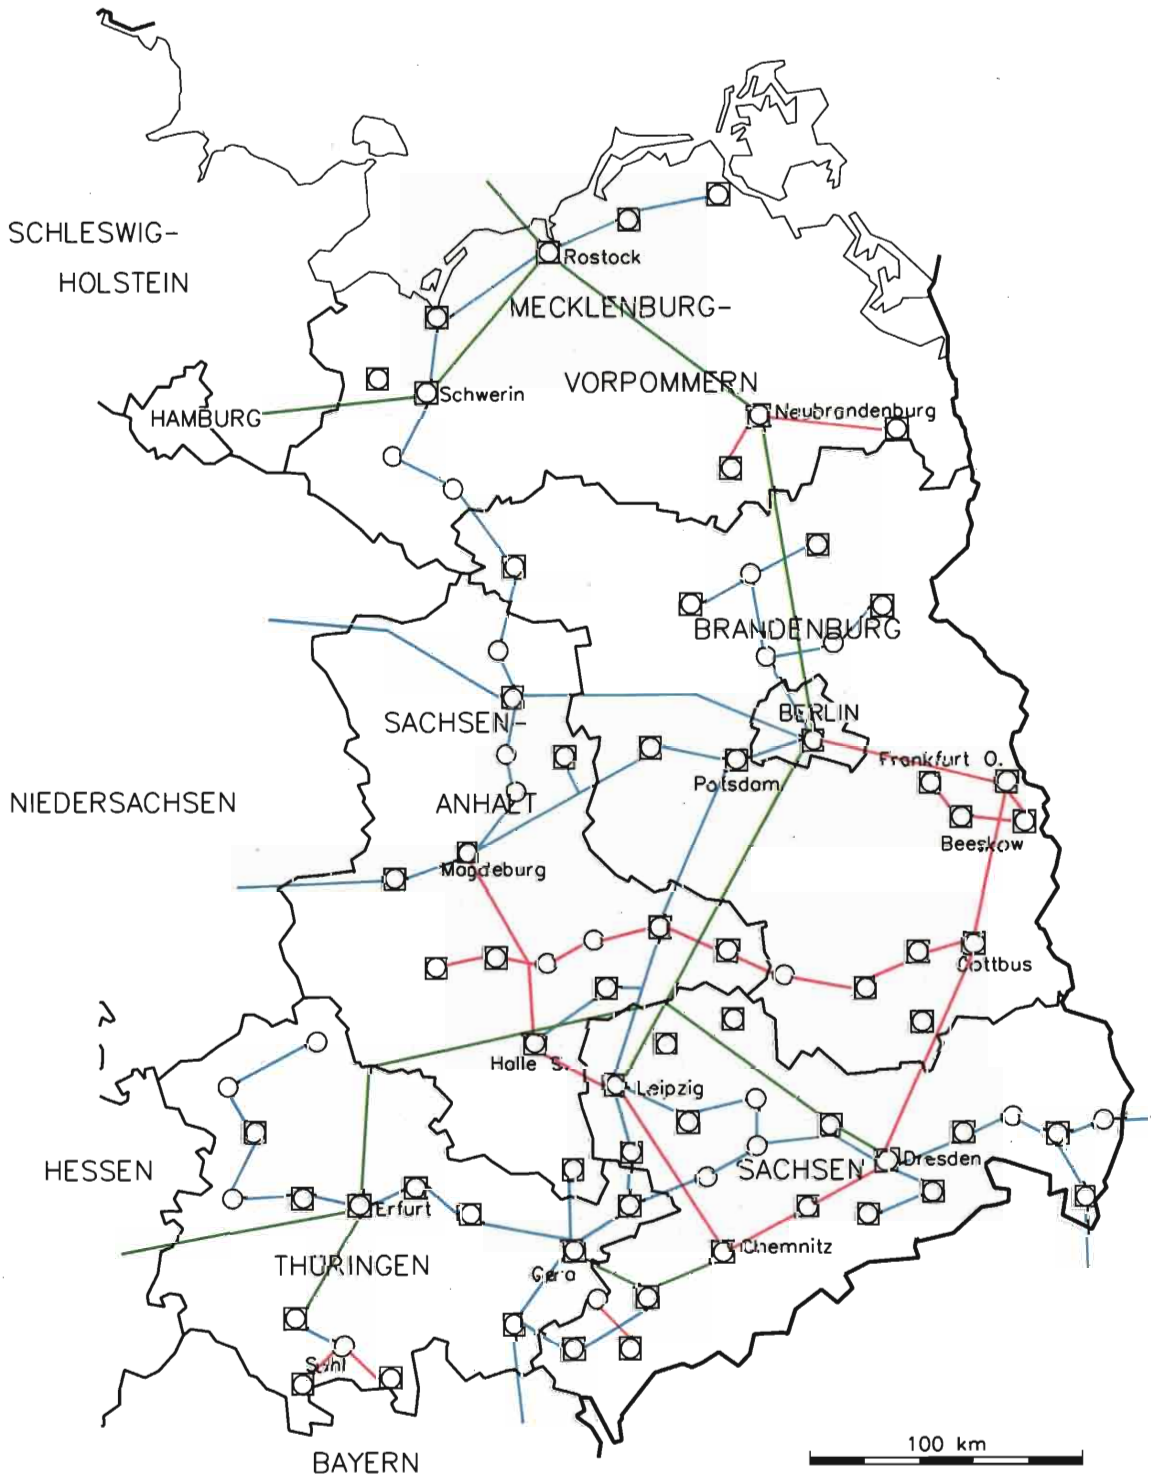 SCHLESWIG-
HOLSTEIN
Rostock
MECKLENBURG-
VORPOMMERN
HAMBURG
Schwerin
Neubrandenburg
BRANDENBURG
BERLIN
SACHSEN-
ANHALT
Potsdam
Frankfurt O.
Beeskow
NIEDERSACHSEN
Magdeburg
Cottbus
Halle S.
Leipzig
HESSEN
SACHSEN
Dresden
Erfurt
THÜRINGEN
Gera
Chemnitz
Suhl
BAYERN
100 km